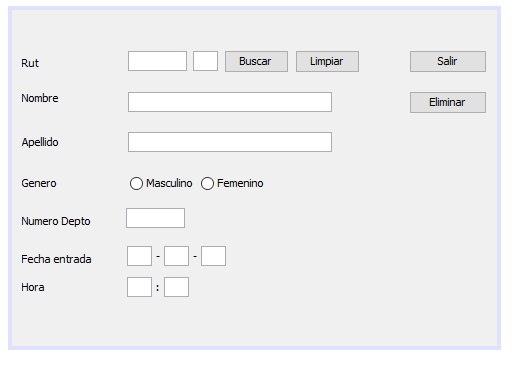 Rut Buscar Limpiar Salir
Nombre Eliminar
Apellido
Genero Masculino Femenino
Numero Depto
Fecha entrada - -
Hora :